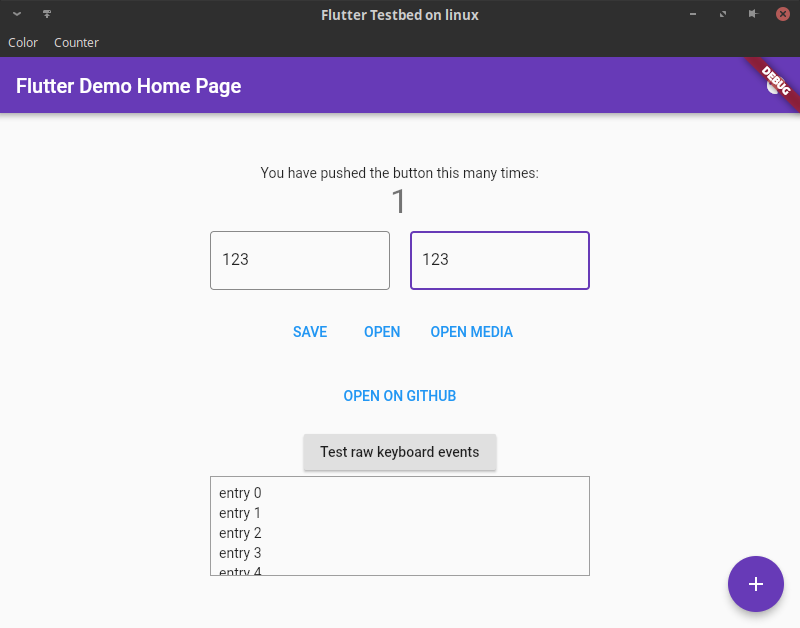 Flutter Testbed on linux
Color Counter
Flutter Demo Home Page
DEBUG
You have pushed the button this many times:
1
123 123
SAVE OPEN OPEN MEDIA
OPEN ON GITHUB
Test raw keyboard events
entry 0
entry 1
entry 2
entry 3
entry 4